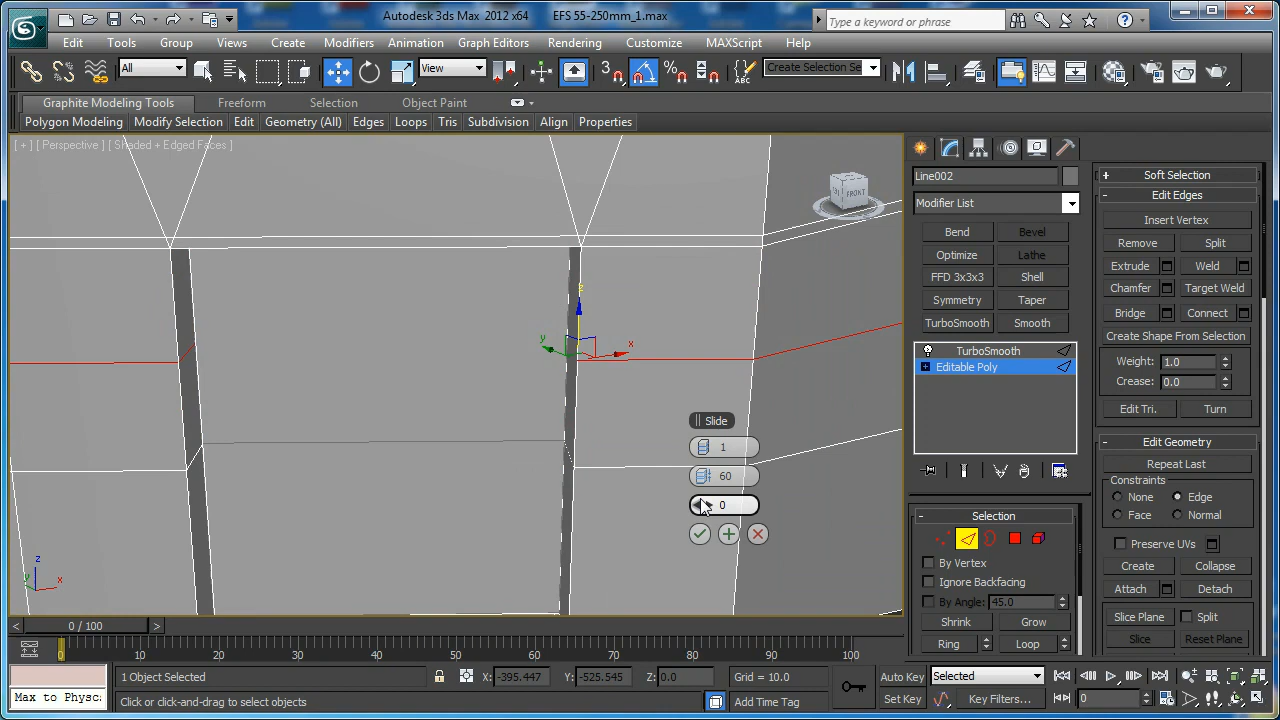 Autodesk 3ds Max 2012 x64 EFS 55-250mm_1.max
Type a keyword or phrase
Edit Tools Group Views Create Modifiers Animation Graph Editors Rendering Customize MAXScript Help
All View 3 Create Selection Se
Graphite Modeling Tools Freeform Selection Object Paint
Polygon Modeling Modify Selection Edit Geometry (All) Edges Loops Tris Subdivision Align Properties
[ + ] [ Perspective ] [ Shaded + Edged Faces ]
FRONT
z
y
x
Slide
1
60
0
z
y
x
Line002
Modifier List
Bend Bevel
Optimize Lathe
FFD 3x3x3 Shell
Symmetry Taper
TurboSmooth Smooth
TurboSmooth
Editable Poly
- Selection
By Vertex
Ignore Backfacing
By Angle: 45.0
Shrink Grow
Ring Loop
+ Soft Selection
- Edit Edges
Insert Vertex
Remove Split
Extrude Weld
Chamfer Target Weld
Bridge Connect
Create Shape From Selection
Weight: 1.0
Crease: 0.0
Edit Tri. Turn
- Edit Geometry
Repeat Last
Constraints
None Edge
Face Normal
Preserve UVs
Create Collapse
Attach Detach
Slice Plane Split
Slice Reset Plane
< 0 / 100 >
0 10 20 30 40 50 60 70 80 90 100
1 Object Selected X: -395.447 Y: -525.545 Z: 0.0 Grid = 10.0 Auto Key Selected
Max to Physcs Click or click-and-drag to select objects Add Time Tag Set Key Key Filters... 0